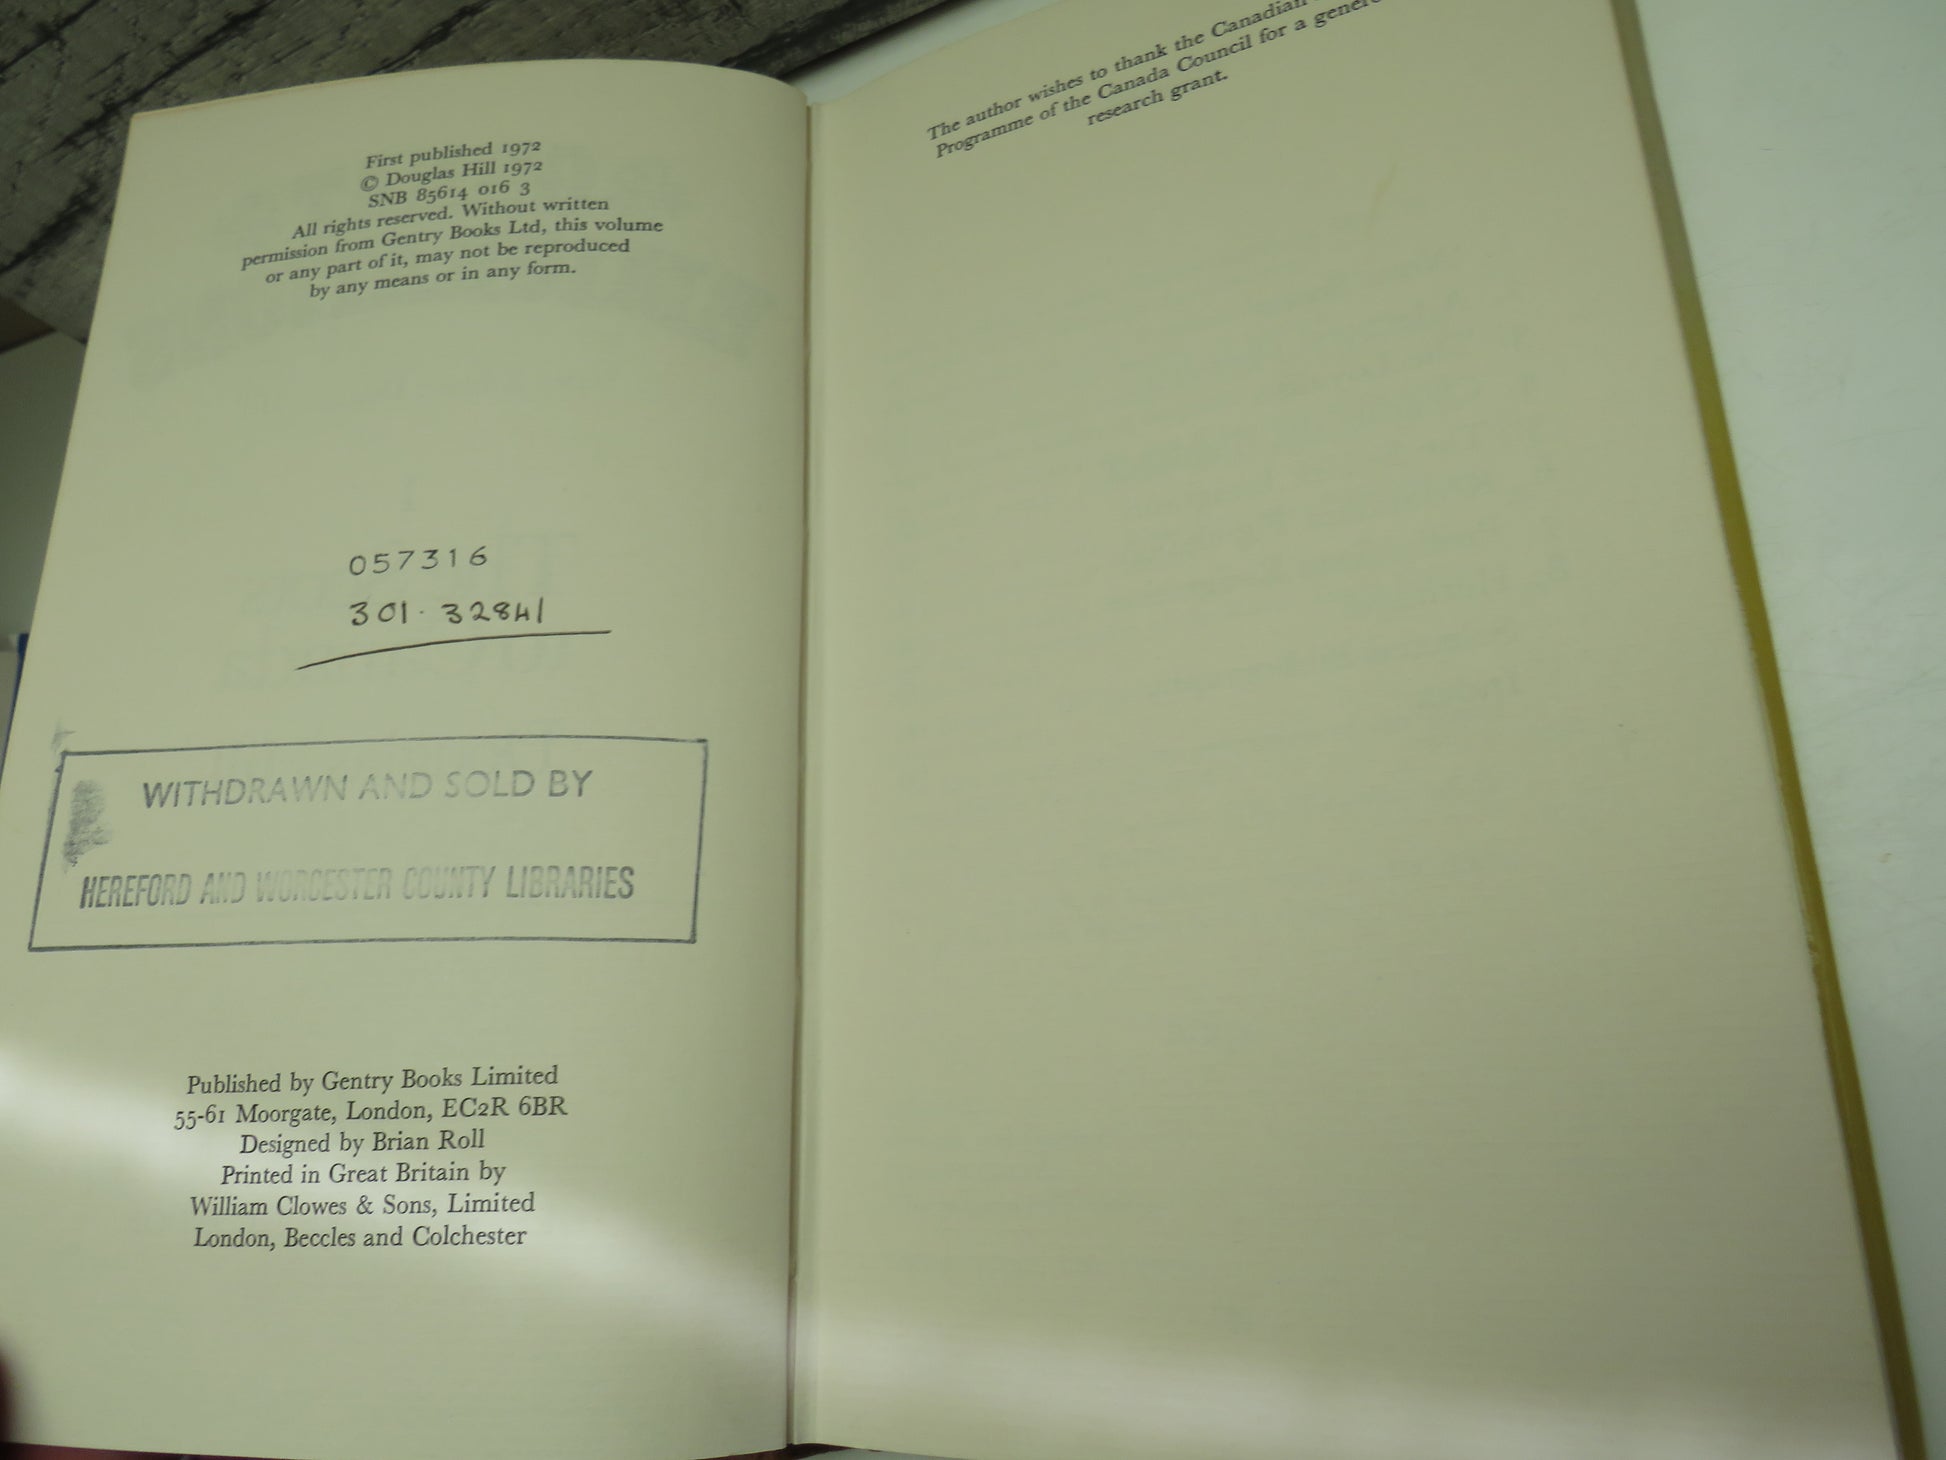 First published 1972
© Douglas Hill 1972
SNB 85614 016 3
All rights reserved. Without written
permission from Gentry Books Ltd, this volume
or any part of it, may not be reproduced
by any means or in any form.
057316
301.32841
WITHDRAWN AND SOLD BY
HEREFORD AND WORCESTER COUNTY LIBRARIES
Published by Gentry Books Limited
55-61 Moorgate, London, EC2R 6BR
Designed by Brian Roll
Printed in Great Britain by
William Clowes & Sons, Limited
London, Beccles and Colchester
The author wishes to thank the Canadian
Programme of the Canada Council for a
research grant.